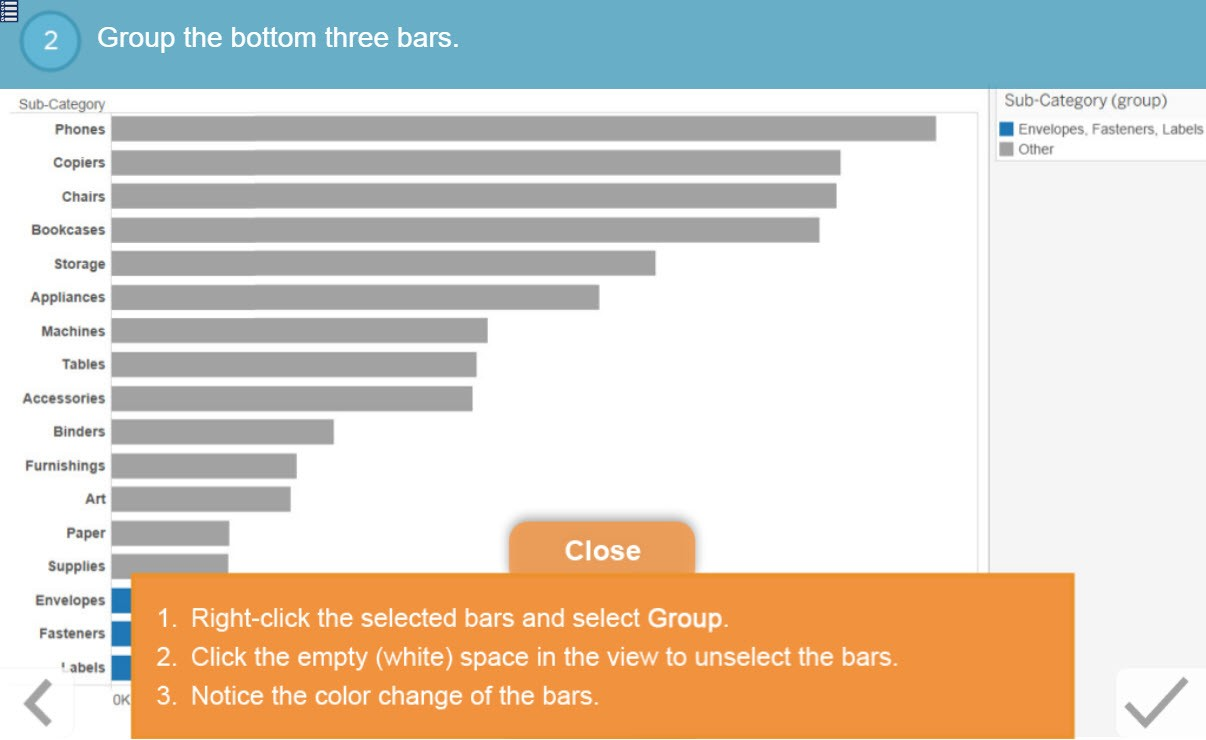 2
Group the bottom three bars.
Sub-Category
Phones
Copiers
Chairs
Bookcases
Storage
Appliances
Machines
Tables
Accessories
Binders
Furnishings
Art
Paper
Supplies
Envelopes
Fasteners
Labels
0K
Sub-Category (group)
Envelopes, Fasteners, Labels
Other
Close
1. Right-click the selected bars and select Group.
2. Click the empty (white) space in the view to unselect the bars.
3. Notice the color change of the bars.